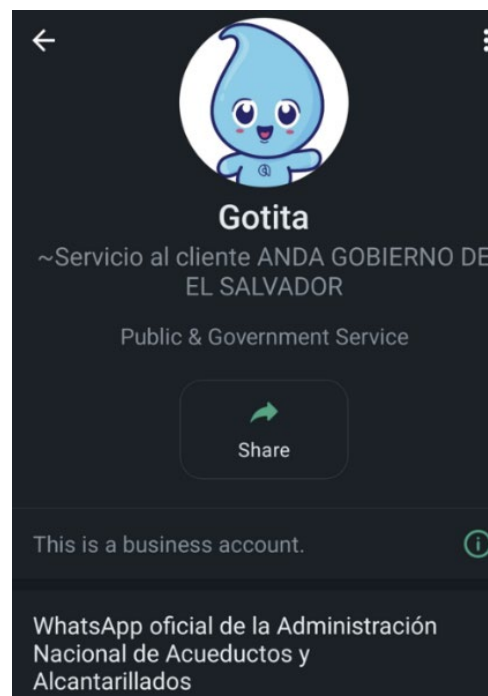 Gotita
~Servicio al cliente ANDA GOBIERNO DE
EL SALVADOR
Public & Government Service
Share
This is a business account.
WhatsApp oficial de la Administración
Nacional de Acueductos y
Alcantarillados